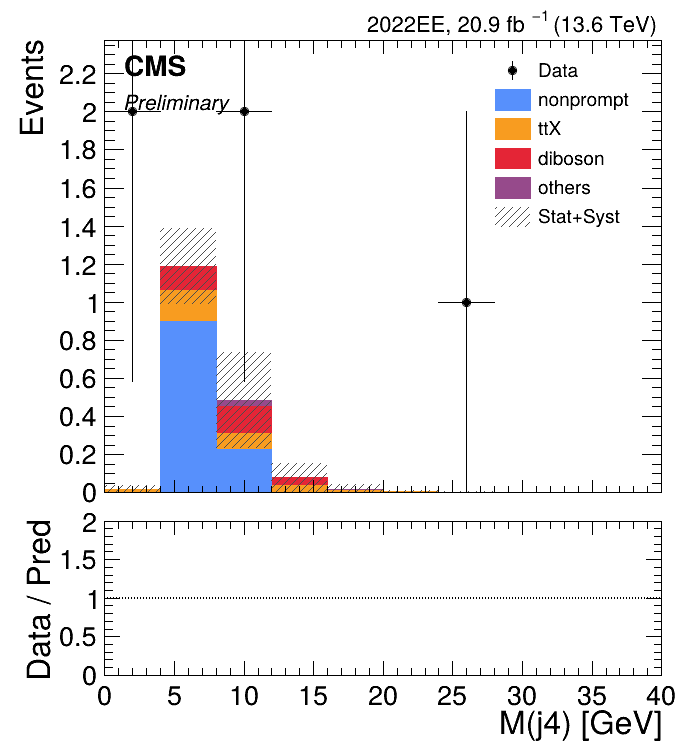 2022EE, 20.9 fb⁻¹ (13.6 TeV)
Events
CMS
Preliminary
Data
nonprompt
ttX
diboson
others
Stat+Syst
2.2
2
1.8
1.6
1.4
1.2
1
0.8
0.6
0.4
0.2
0
Data / Pred
2
1.5
1
0.5
0
0 5 10 15 20 25 30 35 40
M(j4) [GeV]